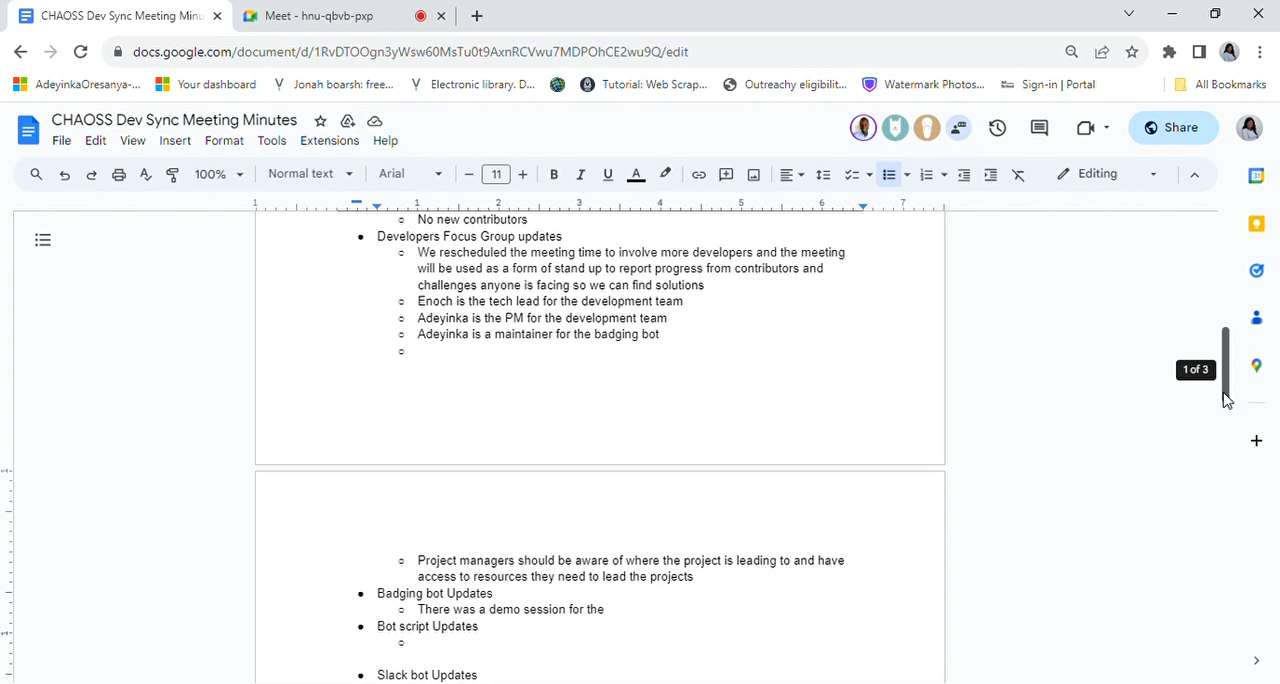 CHAOSS Dev Sync Meeting Minu
Meet - hnu-qbvb-pxp
docs.google.com/document/d/1RvDTOOgn3yWsw60MsTu0t9AxnRCVwu7MDPOhCE2wu9Q/edit
AdeyinkaOresanya-...
Your dashboard
Jonah boarsh: free...
Electronic library. D...
Tutorial: Web Scrap...
Outreachy eligibilit...
Watermark Photos...
Sign-in | Portal
All Bookmarks
CHAOSS Dev Sync Meeting Minutes
File Edit View Insert Format Tools Extensions Help
Share
100% Normal text Arial 11 B I U A Editing
1 1 2 3 4 5 6 7
No new contributors
Developers Focus Group updates
We rescheduled the meeting time to involve more developers and the meeting
will be used as a form of stand up to report progress from contributors and
challenges anyone is facing so we can find solutions
Enoch is the tech lead for the development team
Adeyinka is the PM for the development team
Adeyinka is a maintainer for the badging bot
1 of 3
Project managers should be aware of where the project is leading to and have
access to resources they need to lead the projects
Badging bot Updates
There was a demo session for the
Bot script Updates
Slack bot Updates